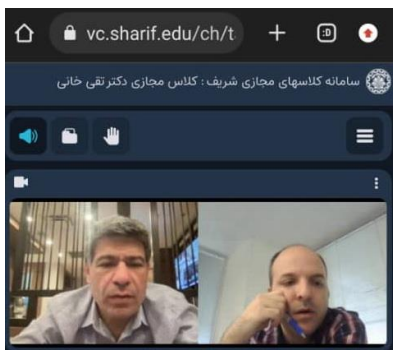 vc.sharif.edu/ch/t
:D
سامانه کلاسهای مجازی شریف : کلاس مجازی دکتر تقی خانی